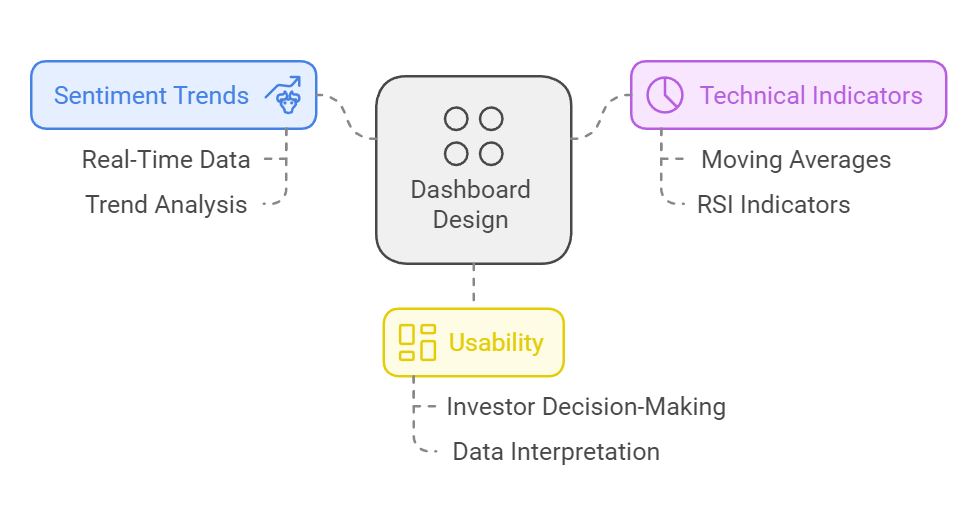 Sentiment Trends
Real-Time Data
Trend Analysis
Dashboard
Design
Technical Indicators
Moving Averages
RSI Indicators
Usability
Investor Decision-Making
Data Interpretation